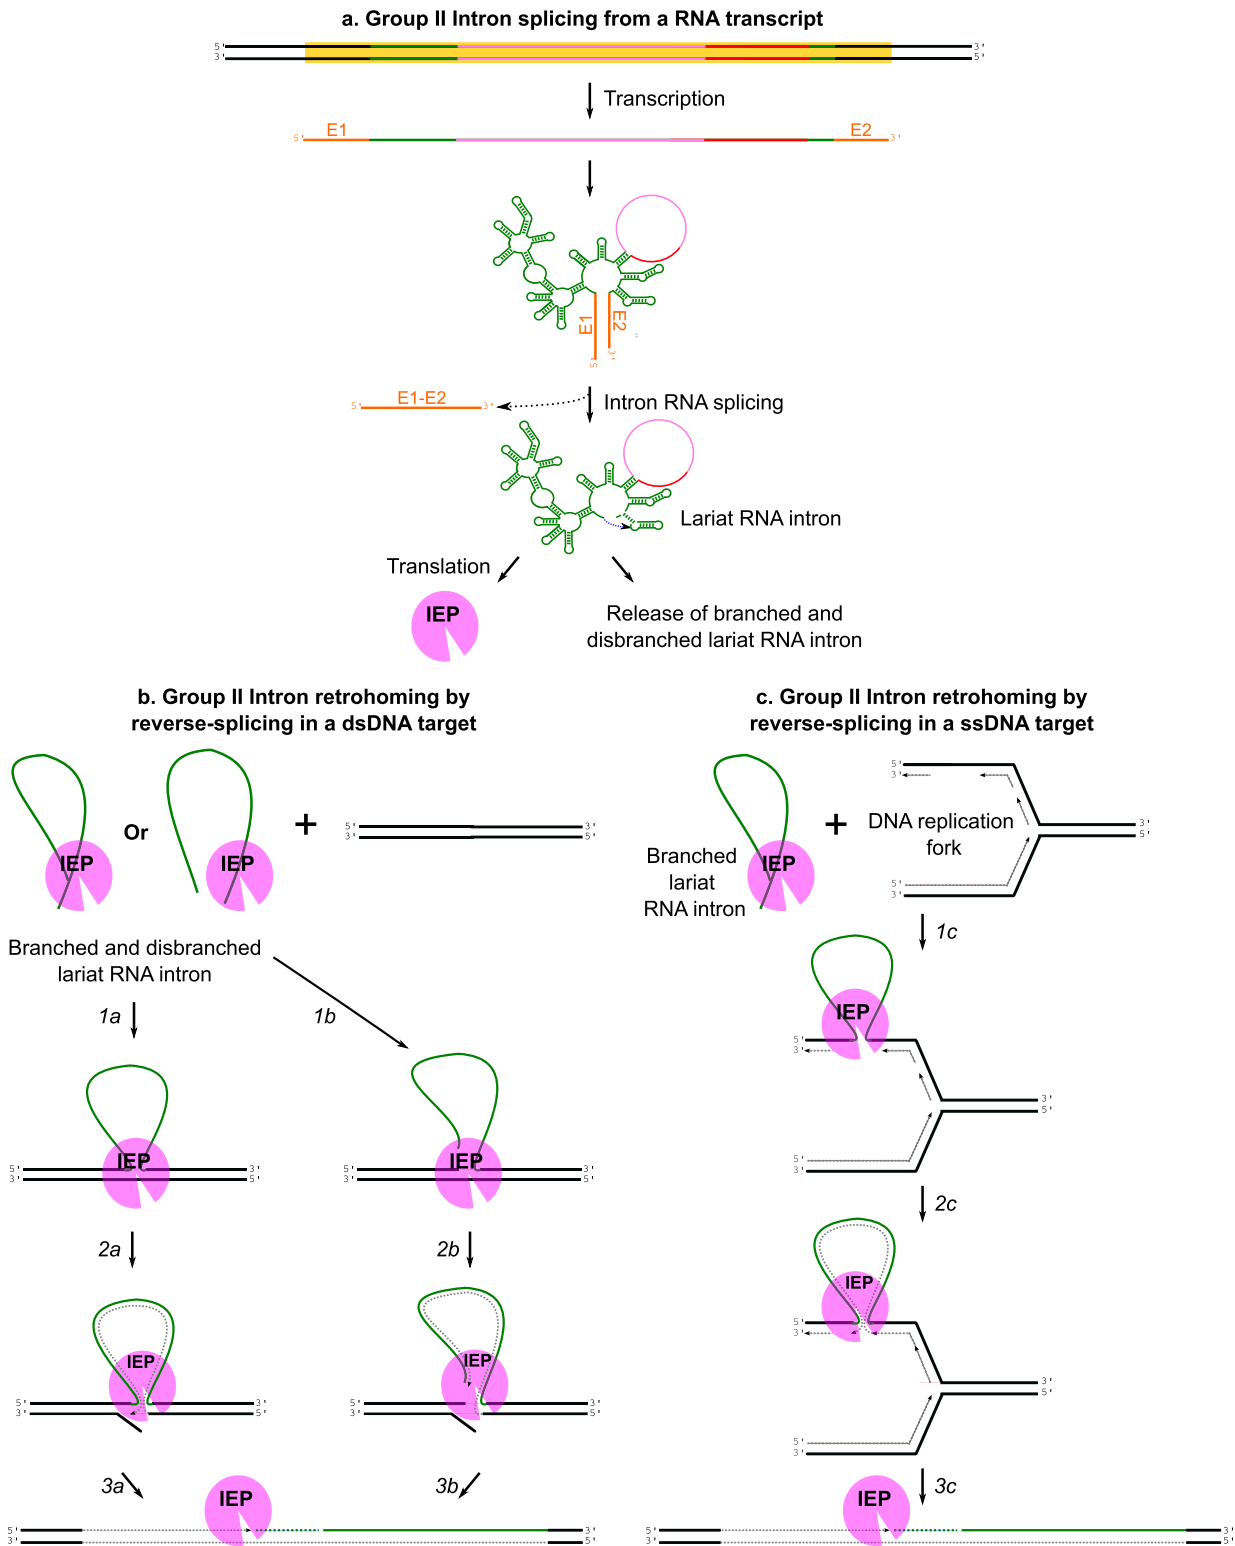 a. Group II Intron splicing from a RNA transcript
5' 3'
3' 5'
Transcription
5' E1 E2 3'
E1 E2
5' 3'
5' E1-E2 3'
Intron RNA splicing
Lariat RNA intron
Translation
IEP
Release of branched and
disbranched lariat RNA intron
b. Group II Intron retrohoming by
reverse-splicing in a dsDNA target
IEP Or IEP +
5' 3'
3' 5'
Branched and disbranched
lariat RNA intron
1a
1b
IEP
5' 3'
3' 5'
IEP
5' 3'
3' 5'
2a
2b
IEP
5' 3'
3' 5'
IEP
5' 3'
3' 5'
3a
3b
IEP
5' 3'
3' 5'
c. Group II Intron retrohoming by
reverse-splicing in a ssDNA target
IEP +
Branched
lariat
RNA intron
5'
3'
DNA replication
fork
3'
5'
5'
3'
1c
IEP
5'
3'
3'
5'
5'
3'
2c
IEP
5'
3'
3'
5'
5'
3'
3c
IEP
5' 3'
3' 5'